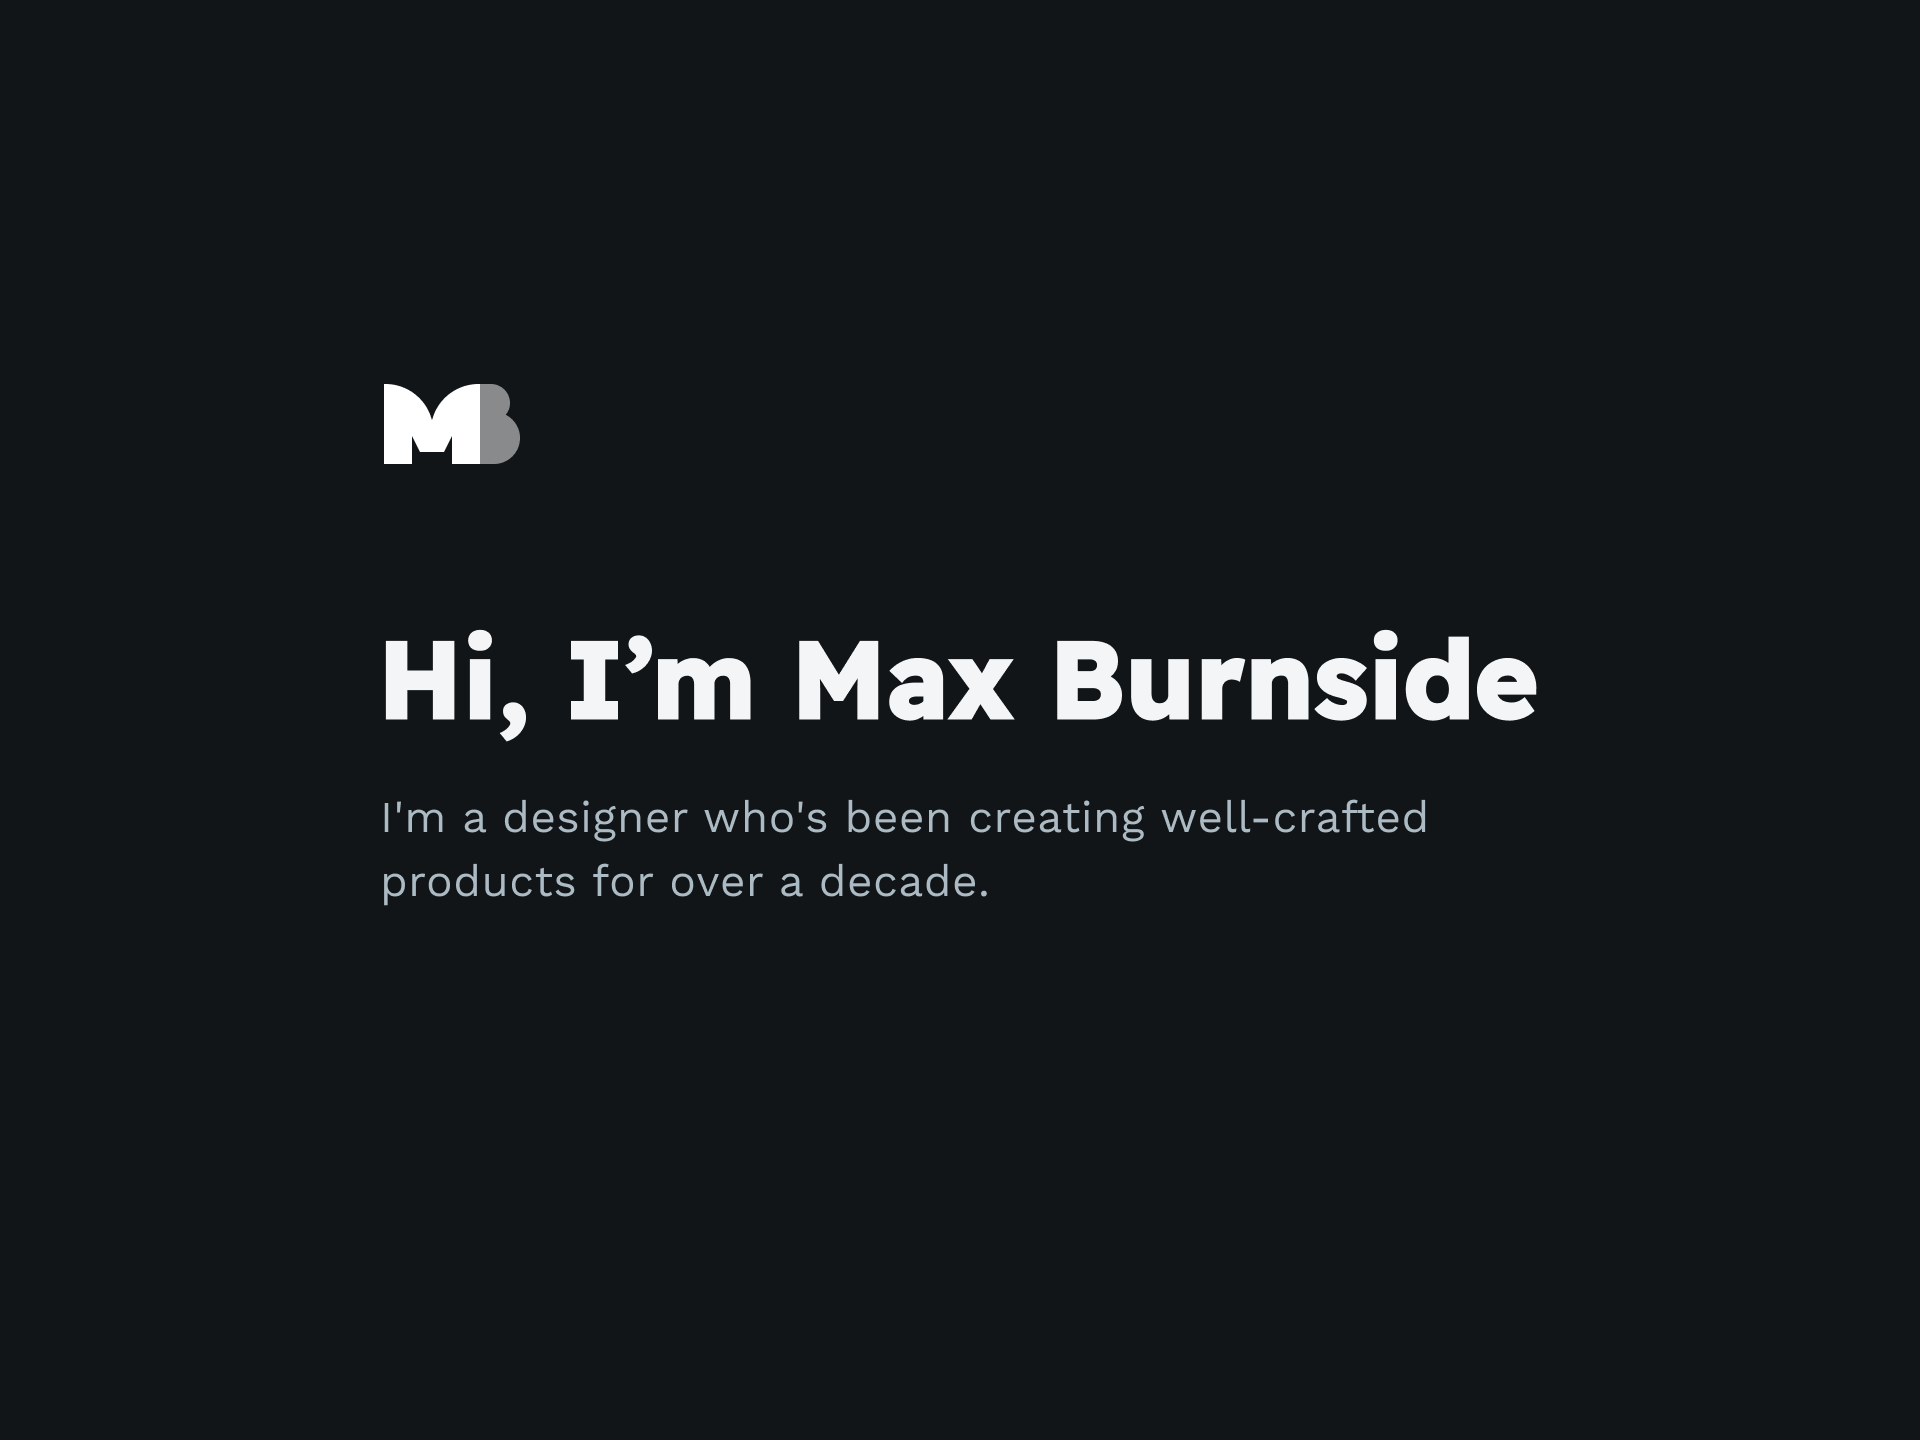 MB
Hi, I’m Max Burnside
I'm a designer who's been creating well-crafted
products for over a decade.